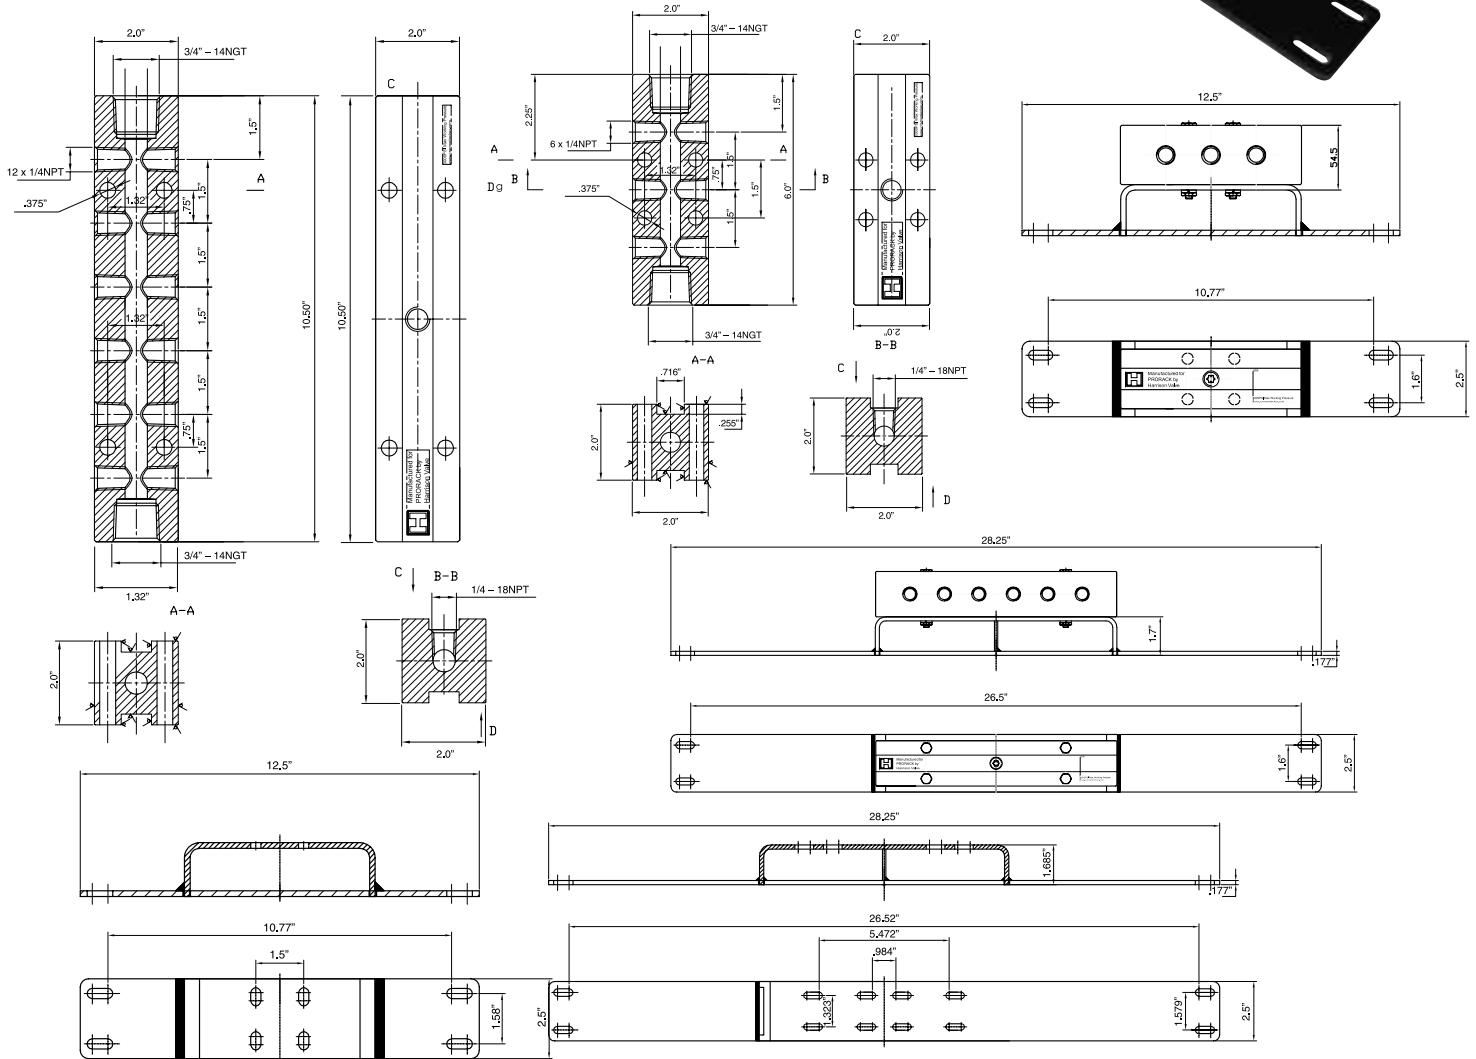 2.0"
3/4" – 14NGT
1.5"
12 x 1/4NPT
A
1.5"
.375"
1.32"
.75"
1.5"
1.5"
1.32"
1.5"
.75"
1.5"
10.50"
3/4" – 14NGT
1.32"
A-A
2.0"
2.0"
C
10.50"
Manufactured for
PRORACK by
Harrison Valve
H
C
B-B
1/4 – 18NPT
2.0"
D
2.0"
2.0"
3/4" – 14NGT
2.25"
1.5"
6 x 1/4NPT
A
A
B
B
Dg
1.32"
.75"
1.5"
1.5"
.375"
1.5"
6.0"
3/4" – 14NGT
A-A
.716"
.255"
2.0"
2.0"
C
2.0"
Manufactured for
PRORACK by
Harrison Valve
H
2.0"
B-B
C
1/4" – 18NPT
2.0"
D
2.0"
12.5"
54.5
10.77"
H
Manufactured for
PRORACK by
Harrison Valve
1.6"
2.5"
28.25"
1.7"
.177"
26.5"
H
Manufactured for
PRORACK by
Harrison Valve
1.6"
2.5"
12.5"
10.77"
1.5"
1.58"
2.5"
28.25"
1.685"
.177"
26.52"
5.472"
.984"
1.323"
1.579"
2.5"